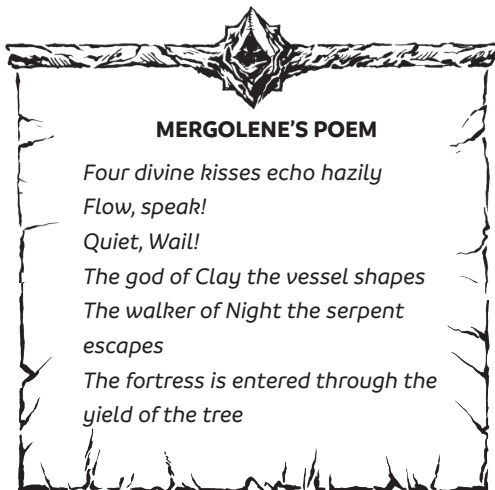 MERGOLENE’S POEM
Four divine kisses echo hazily
Flow, speak!
Quiet, Wail!
The god of Clay the vessel shapes
The walker of Night the serpent
escapes
The fortress is entered through the
yield of the tree